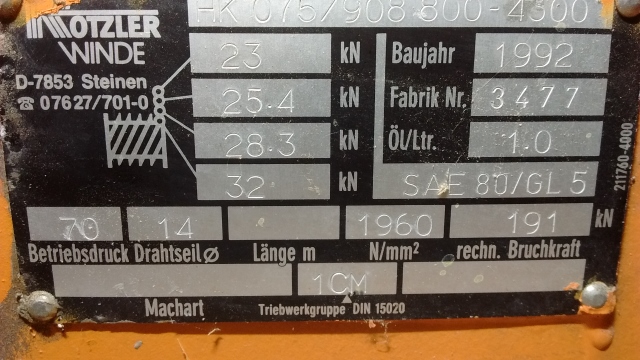 HK 075/908 800-4300
ROTZLER
WINDE
D-7853 Steinen
☎ 07627/701-0
23 kN
25.4 kN
28.3 kN
32 kN
Baujahr 1992
Fabrik Nr. 3477
Öl/Ltr. 1.0
SAE 80/GL 5
70 14 1960 191 kN
Betriebsdruck Drahtseil⌀ Länge m N/mm² rechn. Bruchkraft
1CM
Machart Triebwerkgruppe DIN 15020
211760-4000